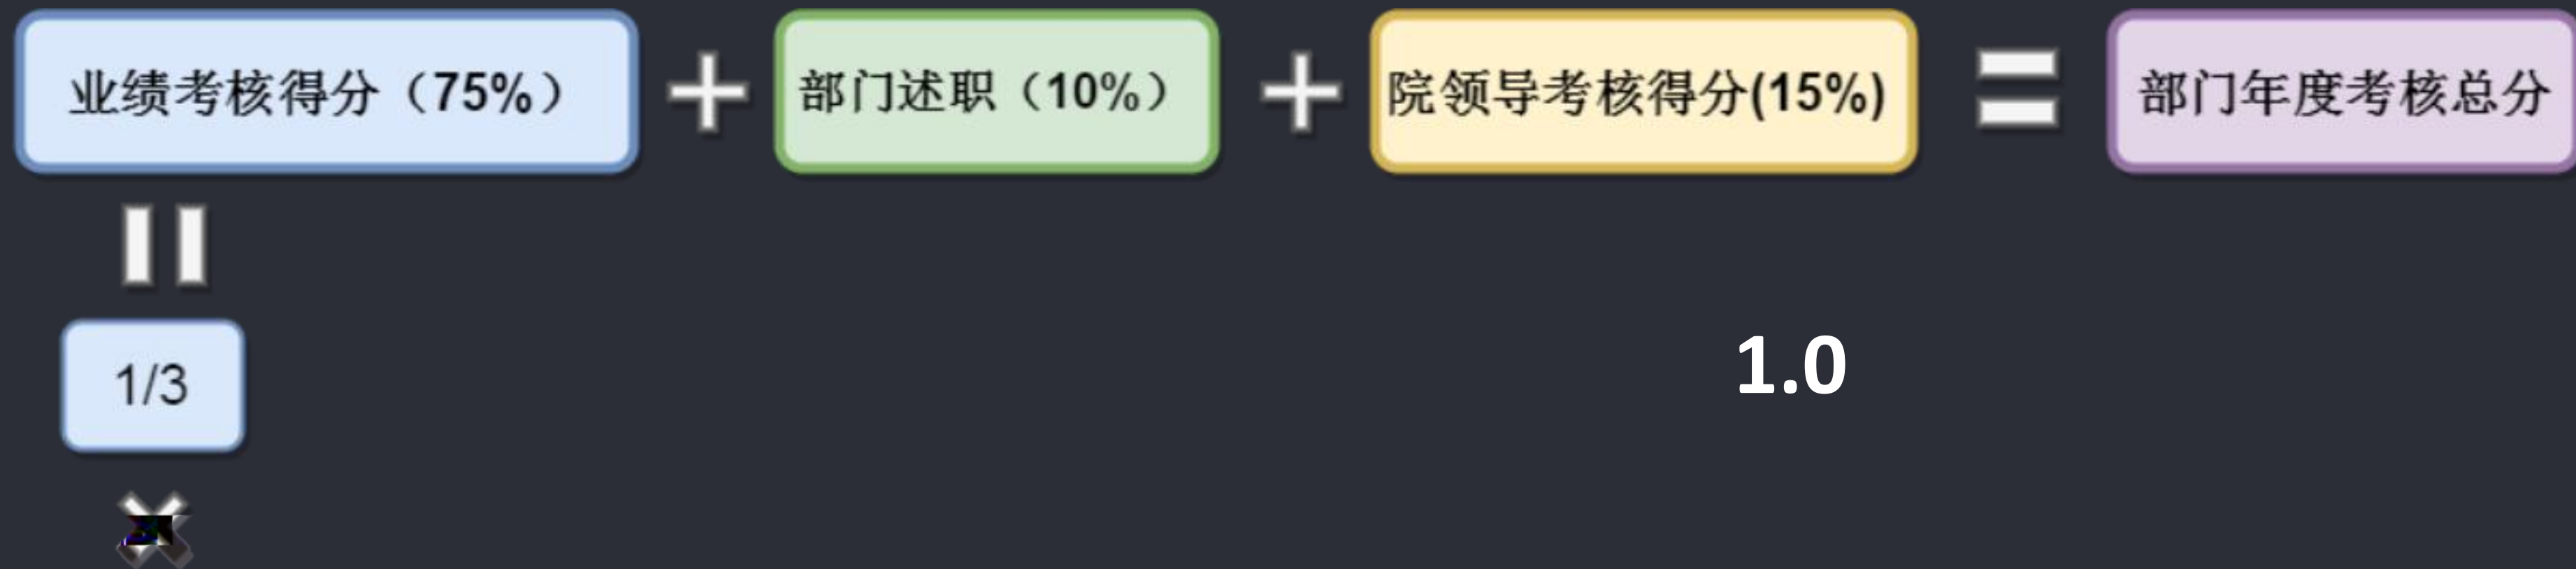 业绩考核得分（75%）
+
部门述职（10%）
+
院领导考核得分(15%)
=
部门年度考核总分
=
1/3
1.0
×